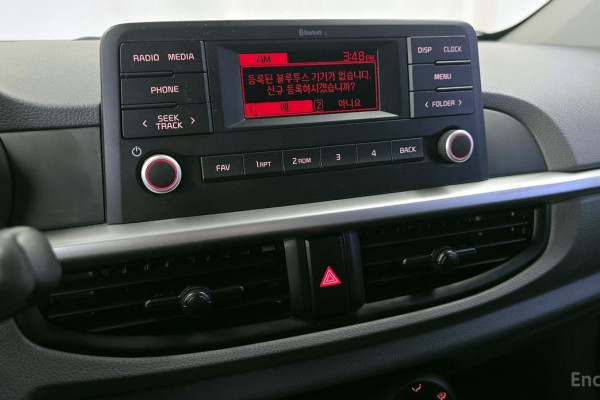 Bluetooth
RADIO MEDIA
PHONE
< SEEK >
TRACK
AM 3:48 PM
등록된 블루투스 기기가 없습니다.
신규 등록하시겠습니까?
1 예 2 아니요
DISP CLOCK
MENU
< FOLDER >
FAV 1 RPT 2 RDM 3 4 BACK
Enc